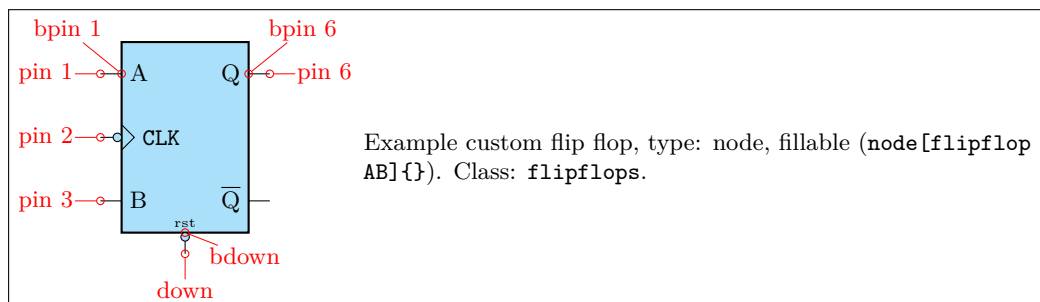 bpin 1
bpin 6
pin 1
A
Q
pin 6
pin 2
CLK
Example custom flip flop, type: node, fillable (node[flipflop
AB]{}). Class: flipflops.
pin 3
B
Q̅
rst
bdown
down